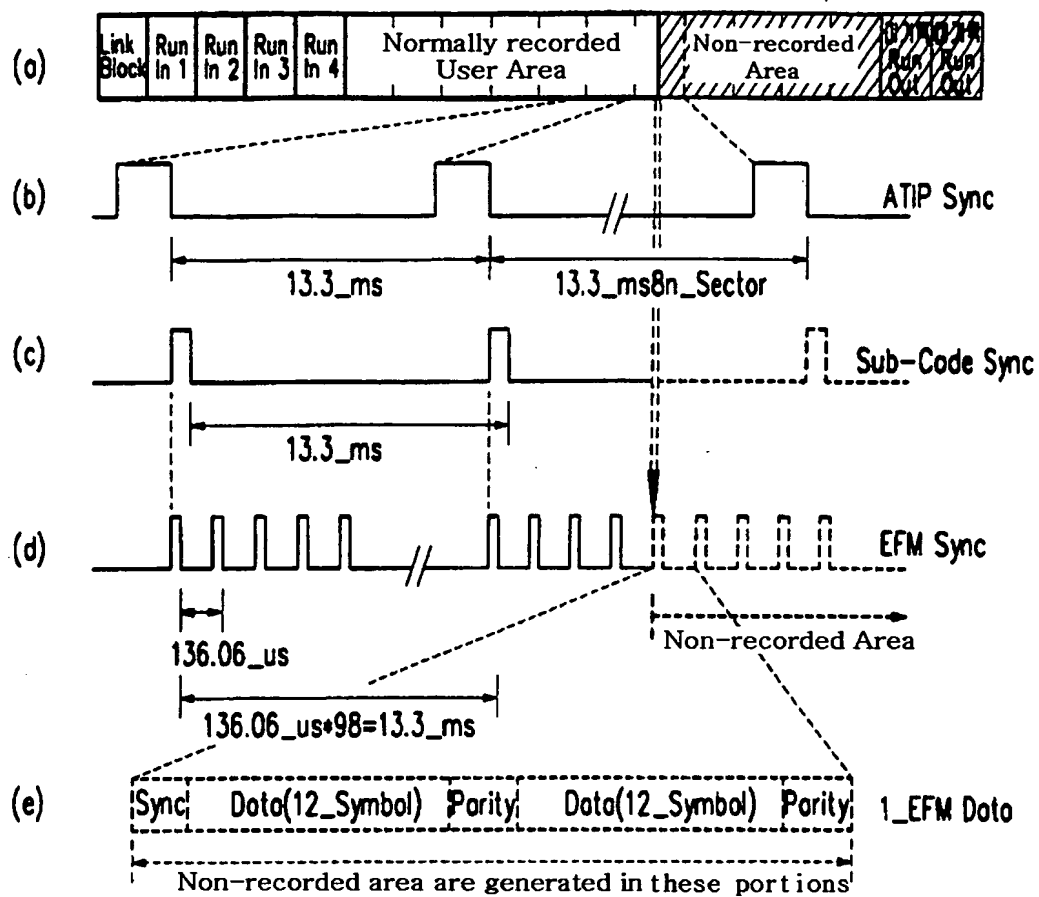 (a)
Link
Block
Run
In 1
Run
In 2
Run
In 3
Run
In 4
Normally recorded
User Area
Non-recorded
Area
Run
Out
Run
Out
(b)
ATIP Sync
13.3_ms
13.3_ms8n_Sector
(c)
Sub-Code Sync
13.3_ms
(d)
EFM Sync
Non-recorded Area
136.06_us
136.06_us*98=13.3_ms
(e)
Sync
Data(12_Symbol)
Parity
Data(12_Symbol)
Parity
1_EFM Data
Non-recorded area are generated in these portions